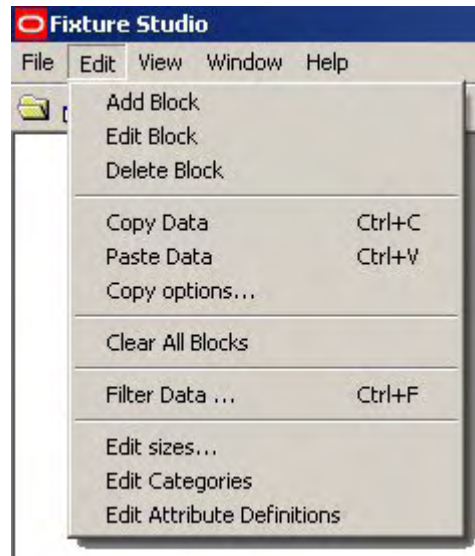 Fixture Studio
File Edit View Window Help
Add Block
Edit Block
Delete Block
Copy Data Ctrl+C
Paste Data Ctrl+V
Copy options...
Clear All Blocks
Filter Data ... Ctrl+F
Edit sizes...
Edit Categories
Edit Attribute Definitions